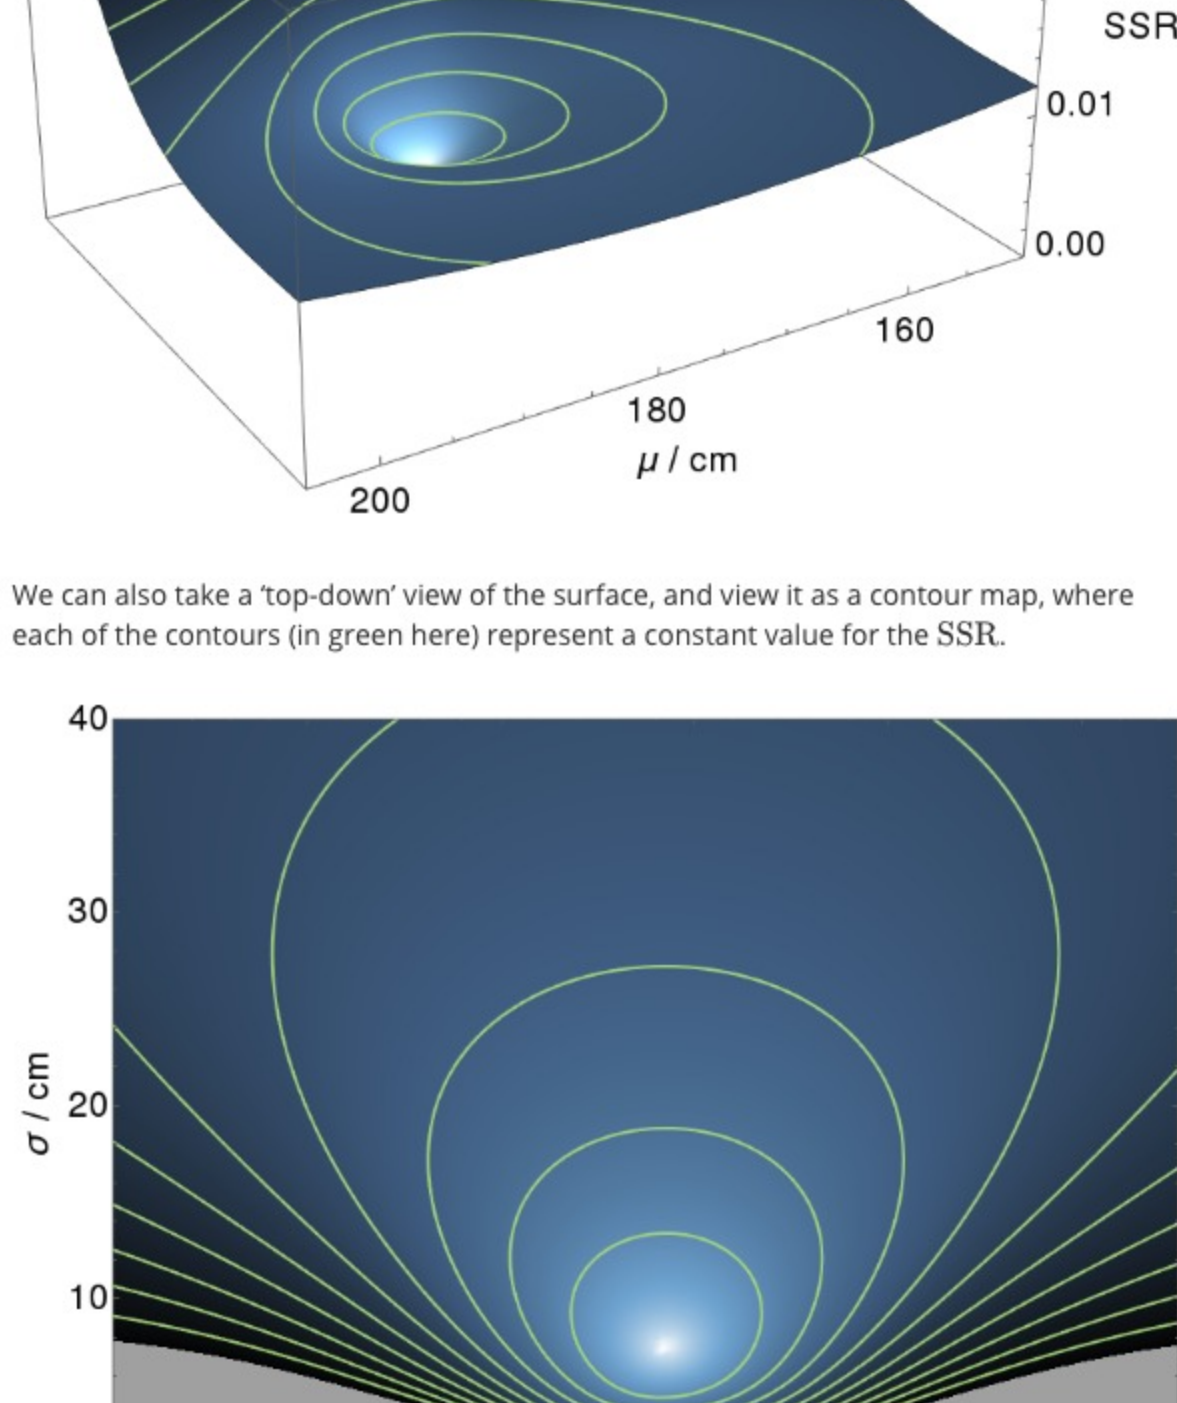 SSR
0.01
0.00
160
180
μ / cm
200
We can also take a ‘top-down’ view of the surface, and view it as a contour map, where
each of the contours (in green here) represent a constant value for the SSR.
40
30
σ / cm
20
10